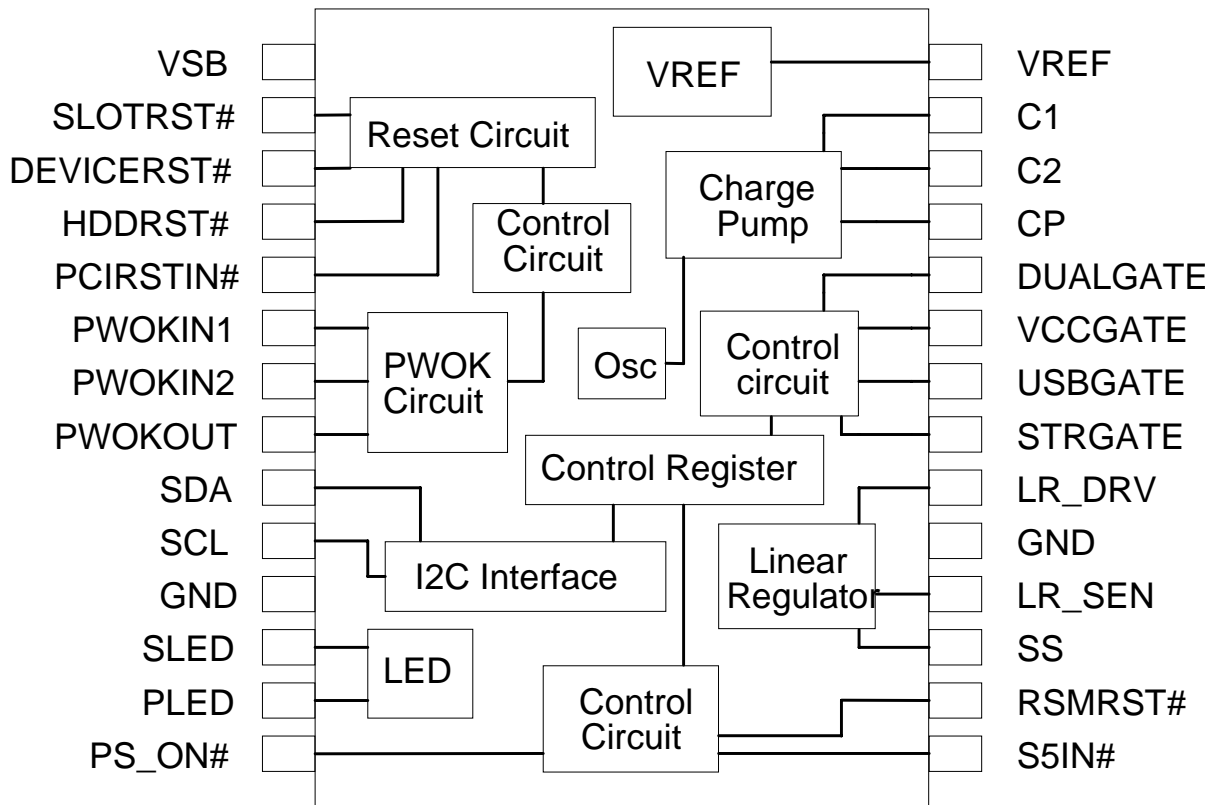 VSB
SLOTRST#
DEVICERST#
HDDRST#
PCIRSTIN#
PWOKIN1
PWOKIN2
PWOKOUT
SDA
SCL
GND
SLED
PLED
PS_ON#
VREF
Reset Circuit
Charge
Pump
Control
Circuit
PWOK
Circuit
Osc
Control
circuit
Control Register
I2C Interface
Linear
Regulator
LED
Control
Circuit
VREF
C1
C2
CP
DUALGATE
VCCGATE
USBGATE
STRGATE
LR_DRV
GND
LR_SEN
SS
RSMRST#
S5IN#